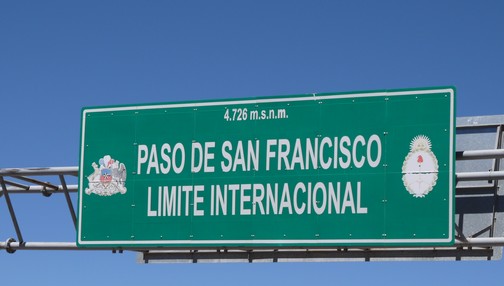 4.726 m.s.n.m.
PASO DE SAN FRANCISCO
LIMITE INTERNACIONAL